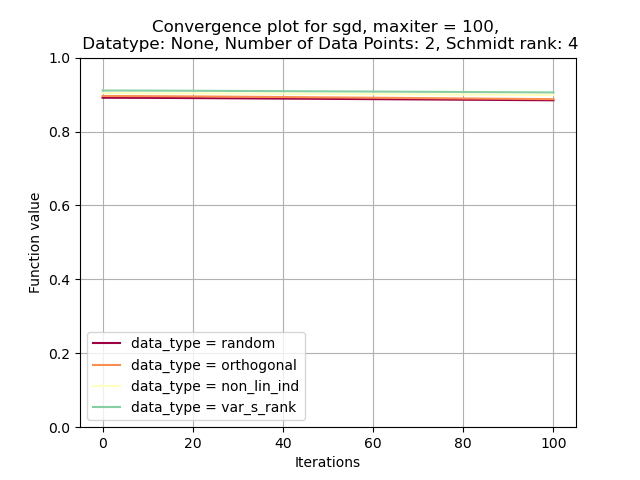 Convergence plot for sgd, maxiter = 100,
Datatype: None, Number of Data Points: 2, Schmidt rank: 4
1.0
0.8
0.6
0.4
0.2
0.0
Function value
data_type = random
data_type = orthogonal
data_type = non_lin_ind
data_type = var_s_rank
0 20 40 60 80 100
Iterations